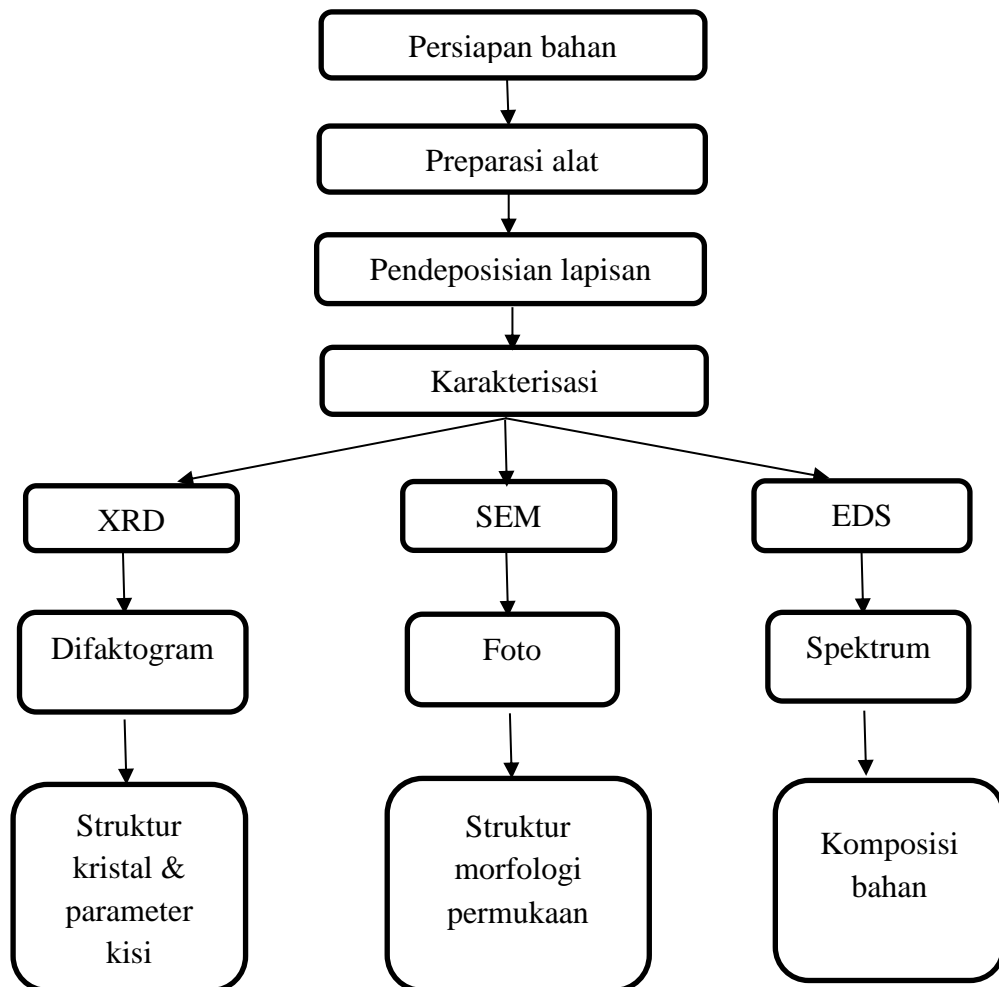 Persiapan bahan
Preparasi alat
Pendeposisian lapisan
Karakterisasi
XRD
SEM
EDS
Difaktogram
Foto
Spektrum
Struktur
kristal &
parameter
kisi
Struktur
morfologi
permukaan
Komposisi
bahan